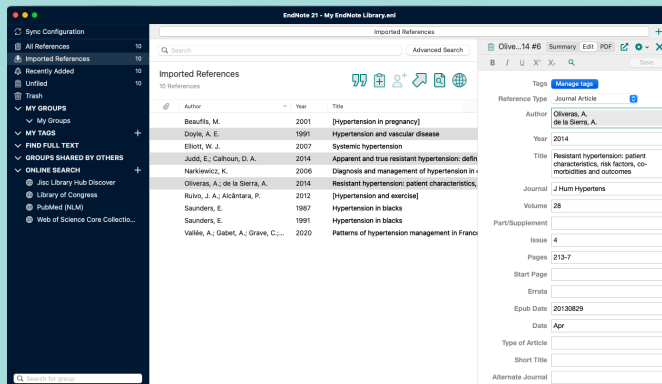 EndNote 21 - My EndNote Library.enl
Sync Configuration
All References 10
Imported References 10
Recently Added 10
Unfiled 10
Trash
MY GROUPS
My Groups
MY TAGS +
FIND FULL TEXT
GROUPS SHARED BY OTHERS
ONLINE SEARCH +
Jisc Library Hub Discover
Library of Congress
PubMed (NLM)
Web of Science Core Collectio...
Search for group
Imported References +
Search
Advanced Search
Imported References
10 References
Author Year Title
Beaufils, M. 2001 [Hypertension in pregnancy]
Doyle, A. E. 1991 Hypertension and vascular disease
Elliott, W. J. 2007 Systemic hypertension
Judd, E.; Calhoun, D. A. 2014 Apparent and true resistant hypertension: defin
Narkiewicz, K. 2006 Diagnosis and management of hypertension in
Oliveras, A.; de la Sierra, A. 2014 Resistant hypertension: patient characteristics,
Ruivo, J. A.; Alcântara, P. 2012 [Hypertension and exercise]
Saunders, E. 1987 Hypertension in blacks
Saunders, E. 1991 Hypertension in blacks
Vallée, A.; Gabet, A.; Grave, C.;... 2020 Patterns of hypertension management in France
Olive...14 #6 Summary Edit PDF
B I U X¹ X₁ Save
Tags Manage tags
Reference Type Journal Article
Author Oliveras, A.
de la Sierra, A.
Year 2014
Title Resistant hypertension: patient
characteristics, risk factors, co-
morbidities and outcomes
Journal J Hum Hypertens
Volume 28
Part/Supplement
Issue 4
Pages 213-7
Start Page
Errata
Epub Date 20130829
Date Apr
Type of Article
Short Title
Alternate Journal